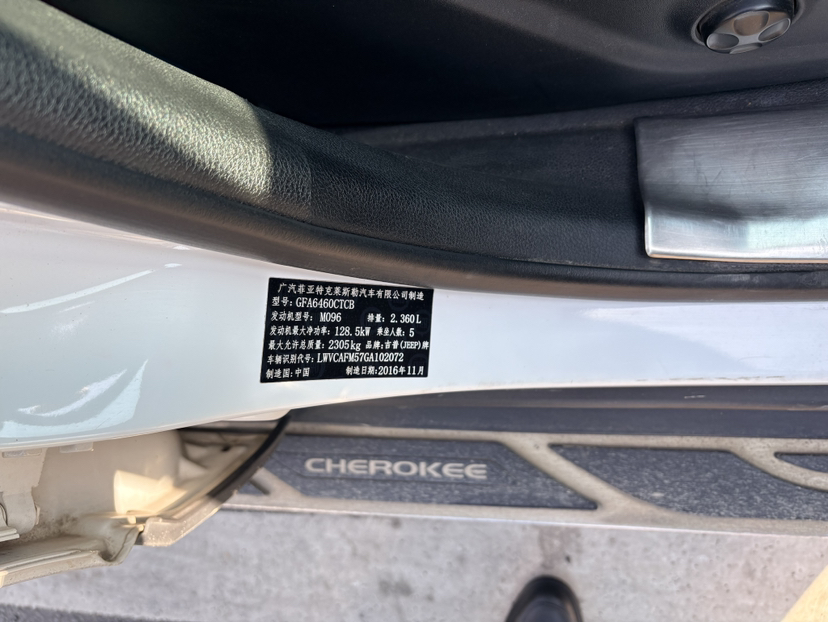 广汽菲亚特克莱斯勒汽车有限公司制造
型号: GFA6460CTCB
发动机型号: M096 排量: 2.360L
发动机最大净功率: 128.5kW 乘坐人数: 5
最大允许总质量: 2305kg 品牌: 吉普(JEEP)牌
车辆识别代号: LWVCAFM57GA102072
制造国: 中国 制造日期: 2016年11月
CHEROKEE